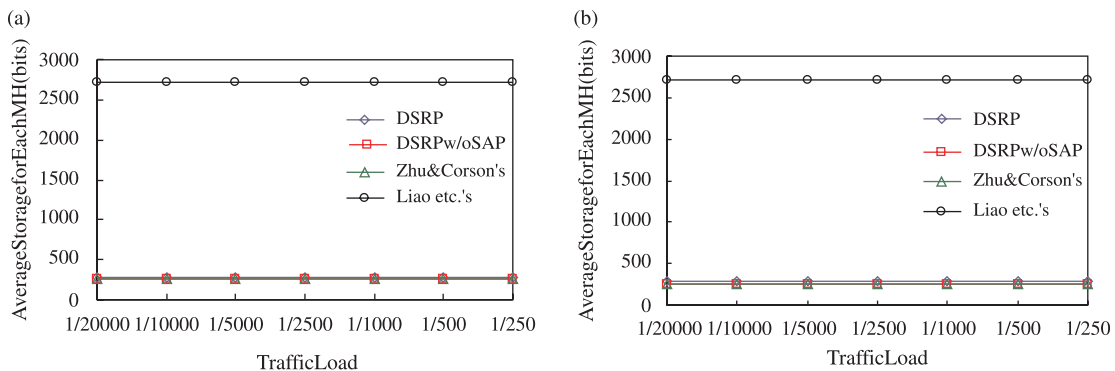 (a)
AverageStorageforEachMH(bits)
3000
2500
2000
1500
1000
500
0
DSRP
DSRPw/oSAP
Zhu&Corson's
Liao etc.'s
1/20000 1/10000 1/5000 1/2500 1/1000 1/500 1/250
TrafficLoad
(b)
AverageStorageforEachMH(bits)
3000
2500
2000
1500
1000
500
0
DSRP
DSRPw/oSAP
Zhu&Corson's
Liao etc.'s
1/20000 1/10000 1/5000 1/2500 1/1000 1/500 1/250
TrafficLoad